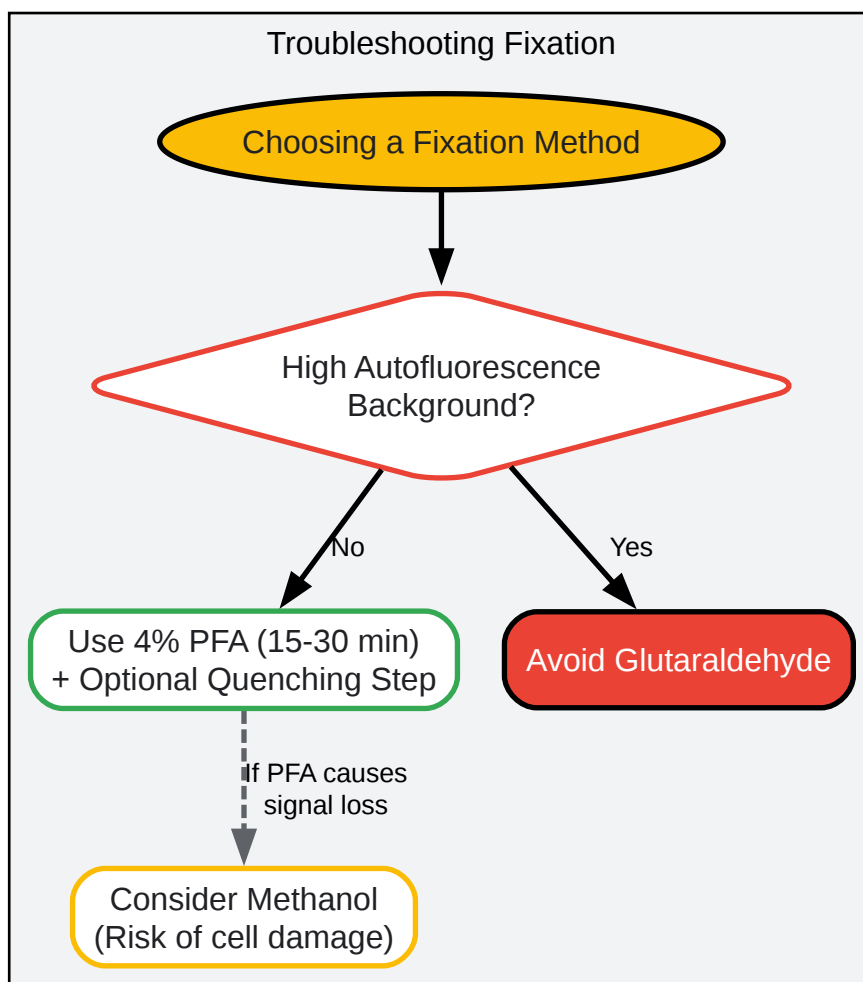 Troubleshooting Fixation
Choosing a Fixation Method
High Autofluorescence
Background?
No
Yes
Use 4% PFA (15-30 min)
+ Optional Quenching Step
Avoid Glutaraldehyde
If PFA causes
signal loss
Consider Methanol
(Risk of cell damage)